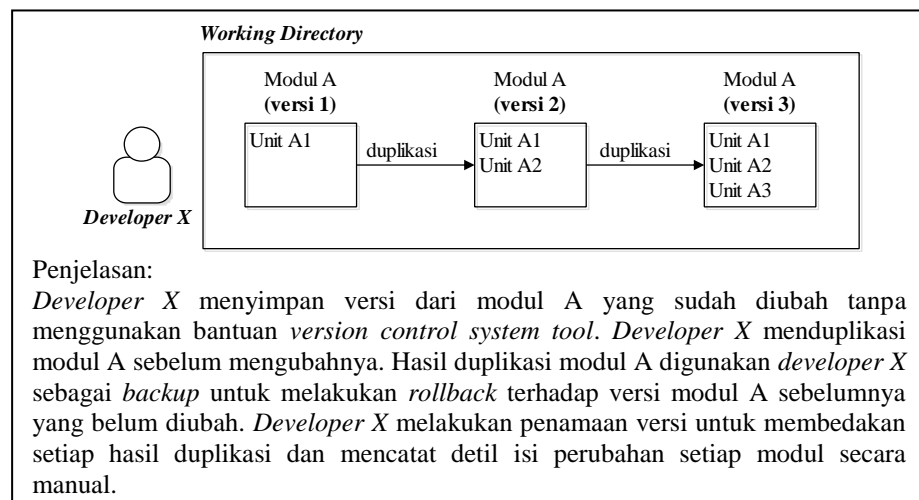 Working Directory
Modul A
(versi 1)
Modul A
(versi 2)
Modul A
(versi 3)
Unit A1
duplikasi
Unit A1
Unit A2
duplikasi
Unit A1
Unit A2
Unit A3
Developer X
Penjelasan:
Developer X menyimpan versi dari modul A yang sudah diubah tanpa
menggunakan bantuan version control system tool. Developer X menduplikasi
modul A sebelum mengubahnya. Hasil duplikasi modul A digunakan developer X
sebagai backup untuk melakukan rollback terhadap versi modul A sebelumnya
yang belum diubah. Developer X melakukan penamaan versi untuk membedakan
setiap hasil duplikasi dan mencatat detil isi perubahan setiap modul secara
manual.